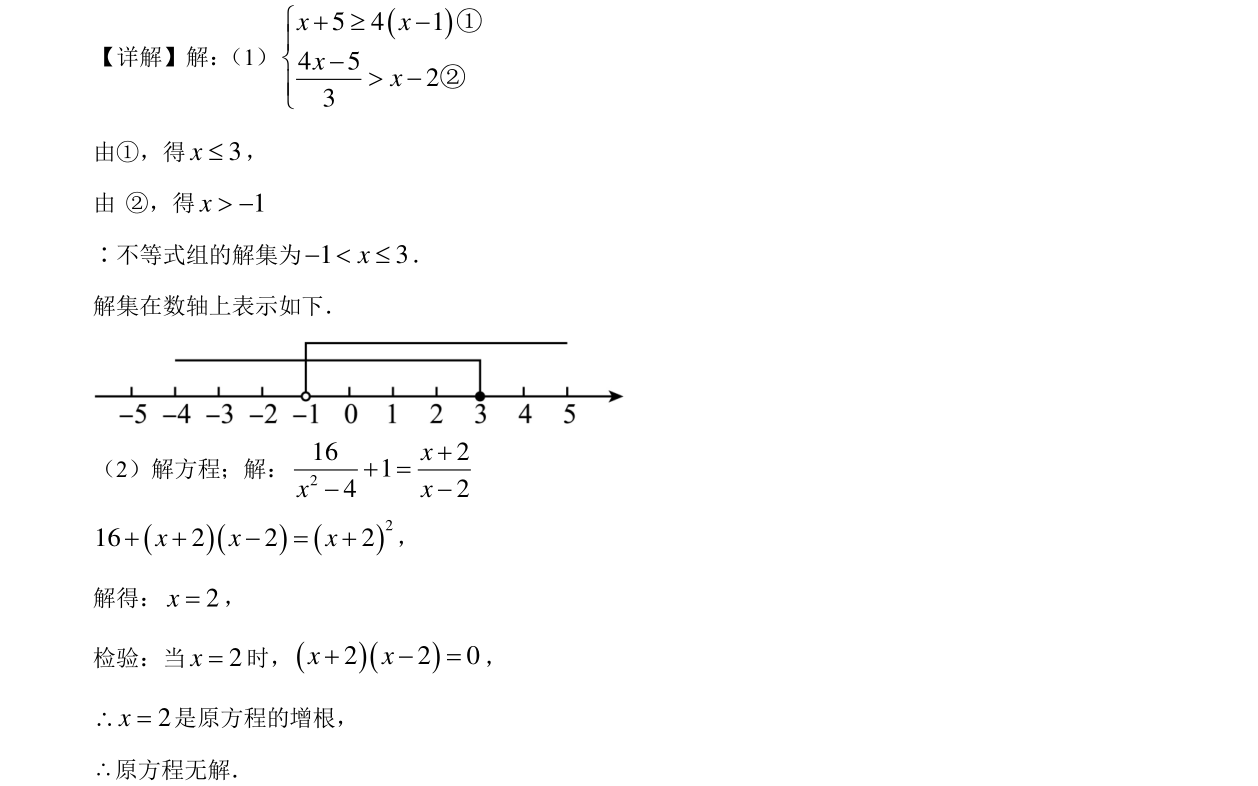 【详解】解：（1）{x+5≥4(x−1)① (4x−5)/3>x−2②
由①，得x≤3，
由 ②，得x>−1
∶不等式组的解集为−1<x≤3．
解集在数轴上表示如下．
−5 −4 −3 −2 −1 0 1 2 3 4 5
（2）解方程；解：16/(x²−4)+1=(x+2)/(x−2)
16+(x+2)(x−2)=(x+2)²，
解得：x=2，
检验：当x=2时，(x+2)(x−2)=0，
∴x=2是原方程的增根，
∴原方程无解．